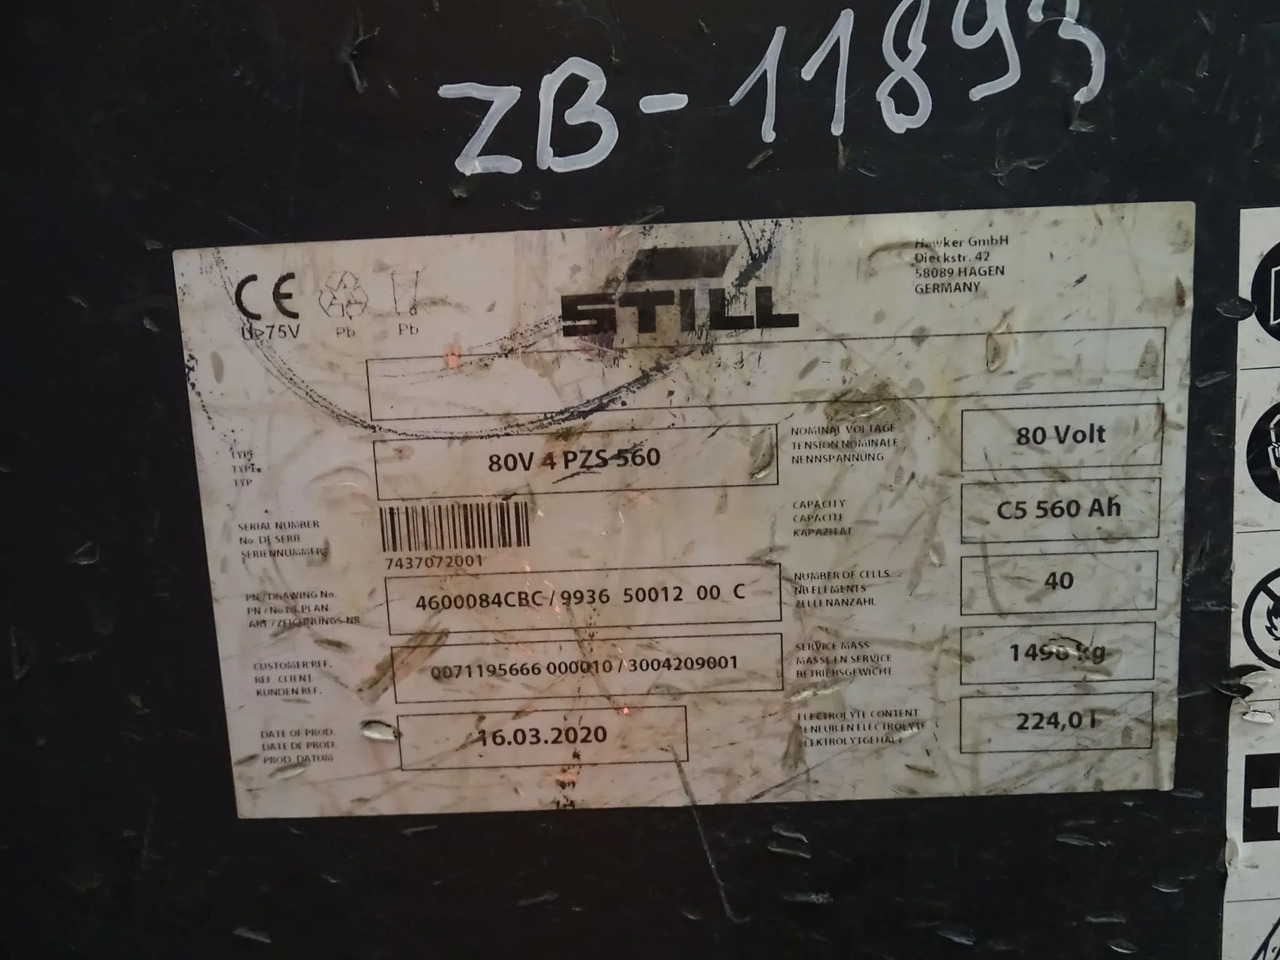 ZB-11893
CE
U>75V
Pb
Pb
STILL
Hawker GmbH
Dieckstr. 42
58089 HAGEN
GERMANY
TYPE
TYPE
TYP
80V 4 PZS 560
NOMINAL VOLTAGE
TENSION NOMINALE
NENNSPANNUNG
80 Volt
SERIAL NUMBER
No. DE SERIE
SERIENNUMMER
7437072001
CAPACITY
CAPACITE
KAPAZITAT
C5 560 Ah
PN / DRAWING No.
PN / No DE PLAN
ART / ZEICHNUNGS-NR
4600084CBC / 9936 50012 00 C
NUMBER OF CELLS
NB ELEMENTS
ZELLENANZAHL
40
CUSTOMER REF.
REF. CLIENT
KUNDEN REF.
0071195666 000010 / 3004209001
SERVICE MASS
MASSE EN SERVICE
BETRIEBSGEWICHT
kg
DATE OF PROD.
DATE DE PROD.
PROD. DATUM
16.03.2020
ELECTROLYTE CONTENT
TENEUR EN ELECTROLYTE
ELEKTROLYTGEHALT
224,0 l